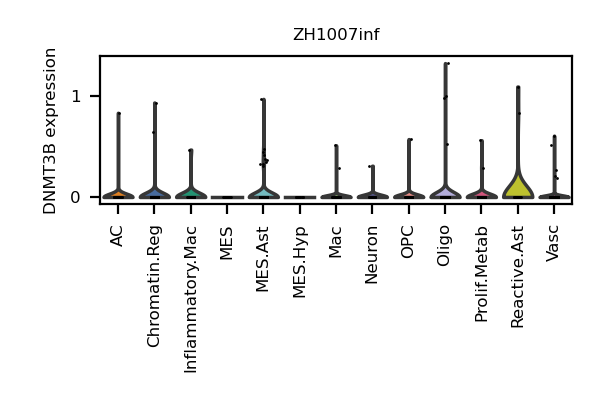 ZH1007inf
DNMT3B expression
1
0
AC
Chromatin.Reg
Inflammatory.Mac
MES
MES.Ast
MES.Hyp
Mac
Neuron
OPC
Oligo
Prolif.Metab
Reactive.Ast
Vasc